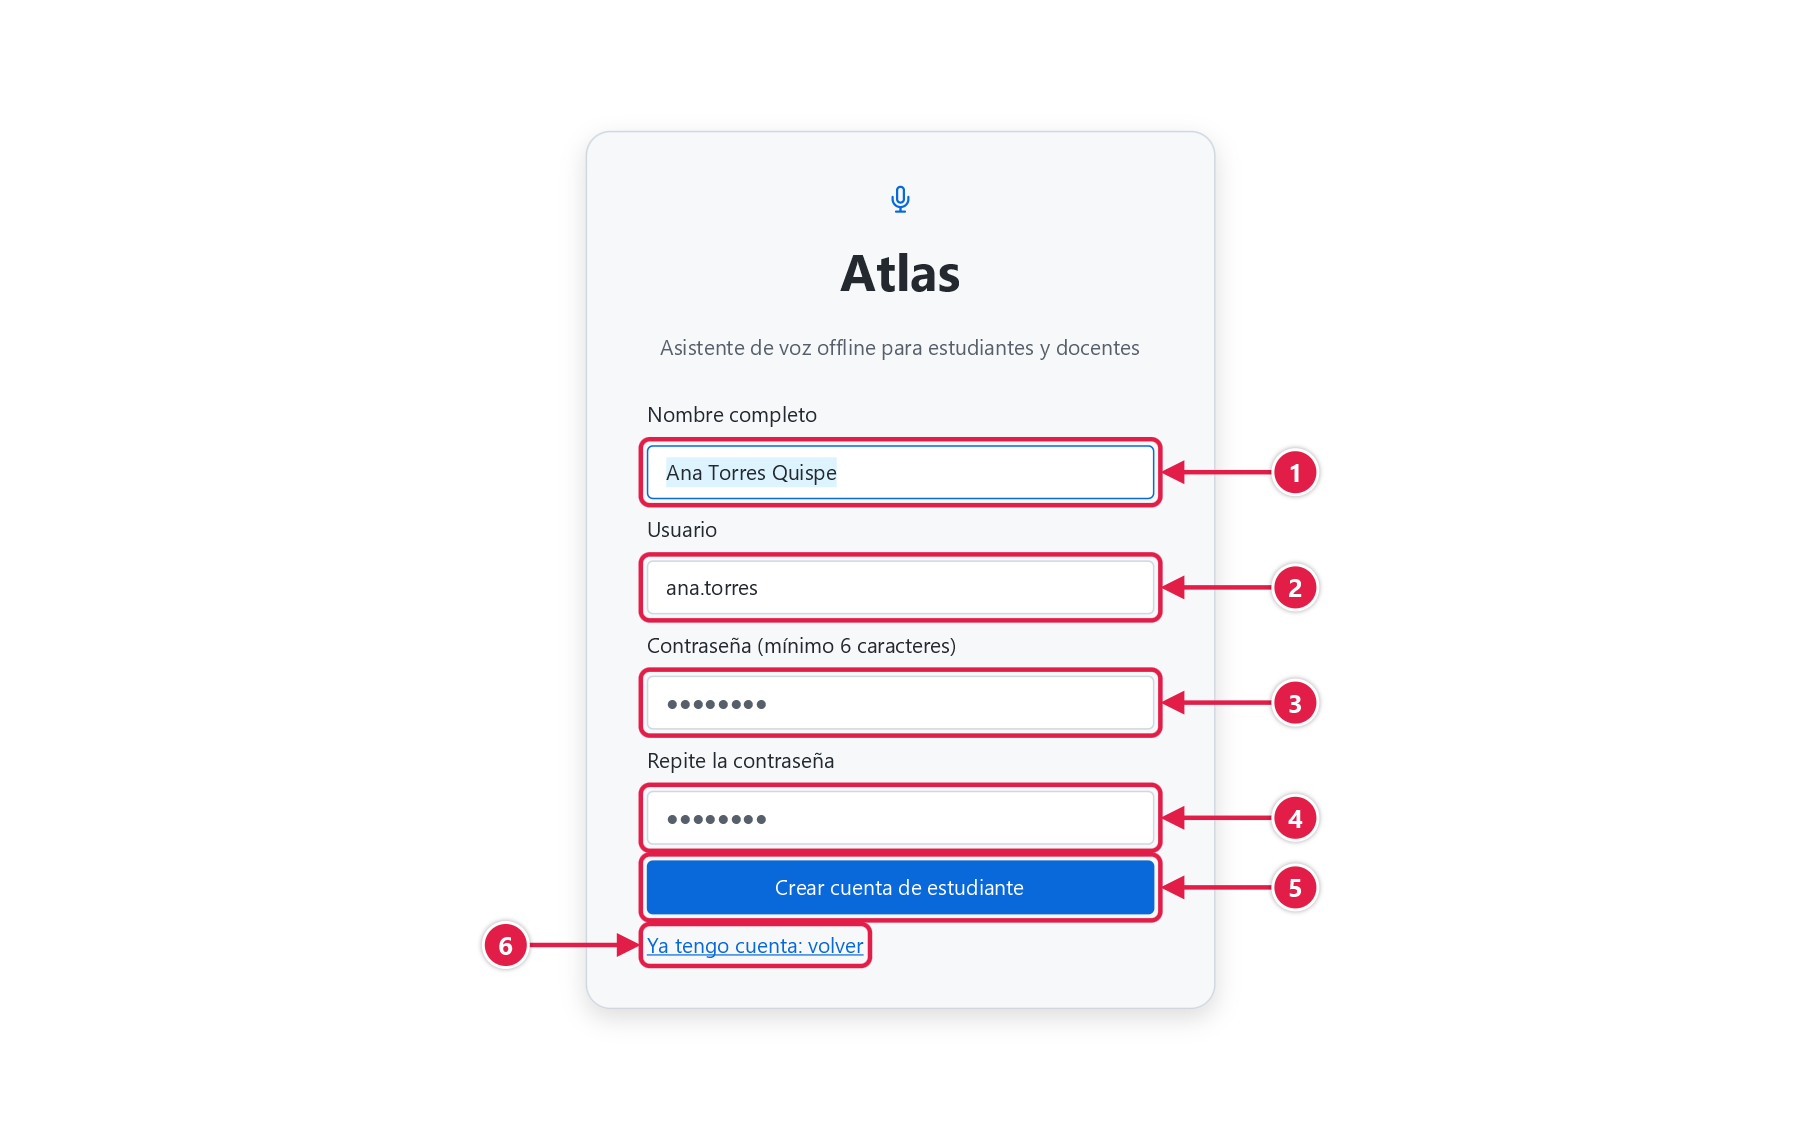 Atlas
Asistente de voz offline para estudiantes y docentes
Nombre completo
Ana Torres Quispe
1
Usuario
ana.torres
2
Contraseña (mínimo 6 caracteres)
●●●●●●●●
3
Repite la contraseña
●●●●●●●●
4
Crear cuenta de estudiante
5
6
Ya tengo cuenta: volver